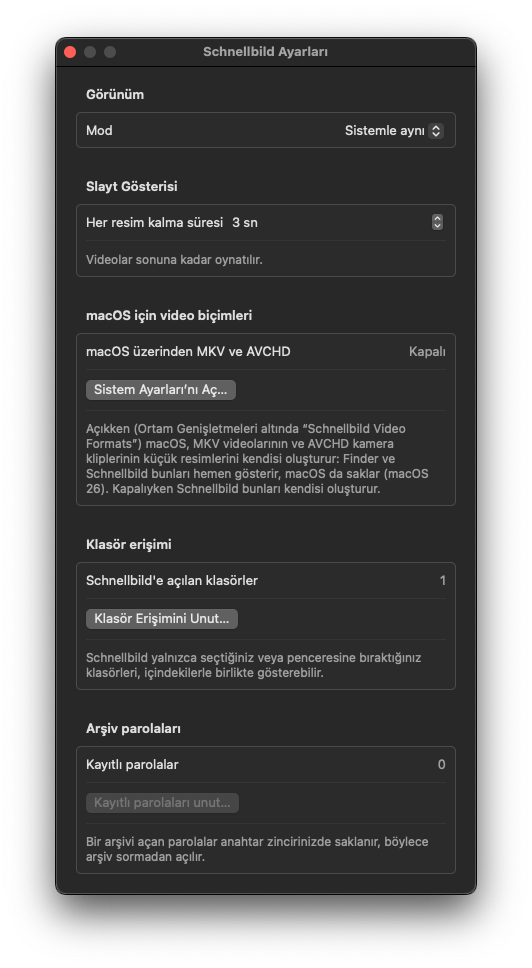 Schnellbild Ayarları
Görünüm
Mod
Sistemle aynı
Slayt Gösterisi
Her resim kalma süresi 3 sn
Videolar sonuna kadar oynatılır.
macOS için video biçimleri
macOS üzerinden MKV ve AVCHD
Kapalı
Sistem Ayarları’nı Aç...
Açıkken (Ortam Genişletmeleri altında “Schnellbild Video
Formats”) macOS, MKV videolarının ve AVCHD kamera
kliplerinin küçük resimlerini kendisi oluşturur: Finder ve
Schnellbild bunları hemen gösterir, macOS da saklar (macOS
26). Kapalıyken Schnellbild bunları kendisi oluşturur.
Klasör erişimi
Schnellbild'e açılan klasörler
1
Klasör Erişimini Unut...
Schnellbild yalnızca seçtiğiniz veya penceresine bıraktığınız
klasörleri, içindekilerle birlikte gösterebilir.
Arşiv parolaları
Kayıtlı parolalar
0
Kayıtlı parolaları unut...
Bir arşivi açan parolalar anahtar zincirinizde saklanır, böylece
arşiv sormadan açılır.